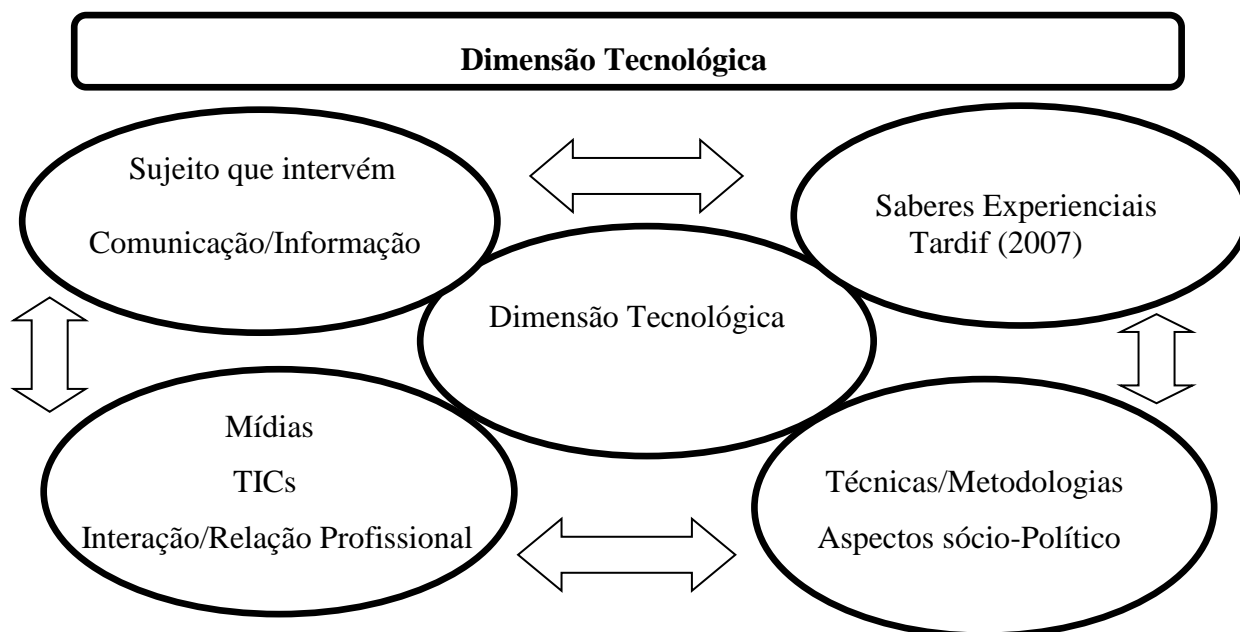 Dimensão Tecnológica
Sujeito que intervém
Comunicação/Informação
Saberes Experienciais
Tardif (2007)
Dimensão Tecnológica
Mídias
TICs
Interação/Relação Profissional
Técnicas/Metodologias
Aspectos sócio-Político